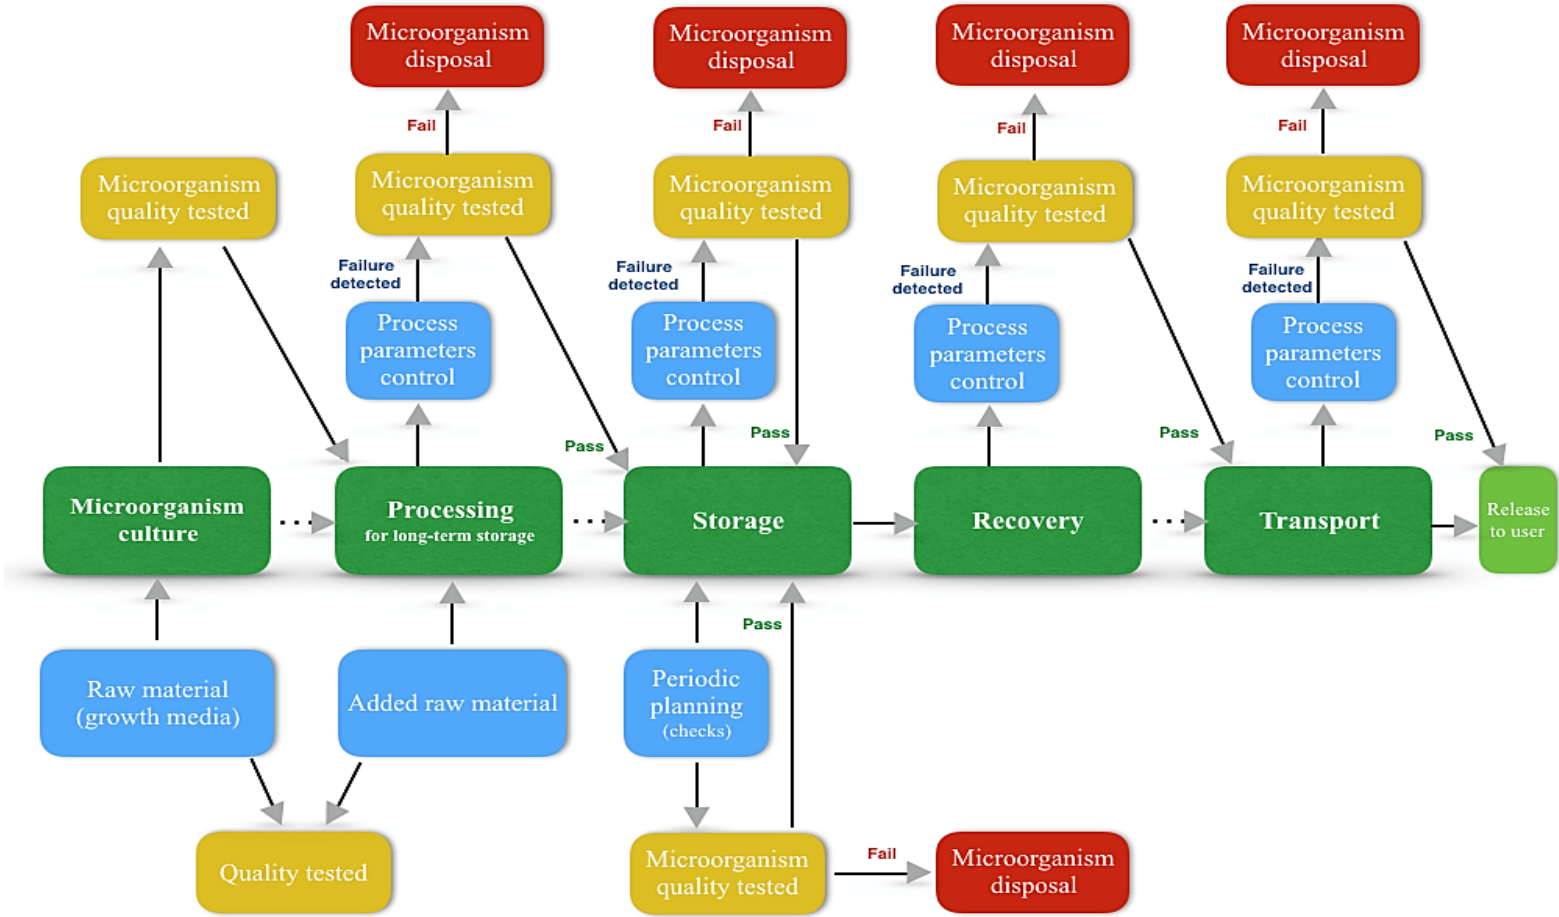 Microorganism
disposal
Microorganism
disposal
Microorganism
disposal
Microorganism
disposal
Fail
Fail
Fail
Fail
Microorganism
quality tested
Microorganism
quality tested
Microorganism
quality tested
Microorganism
quality tested
Microorganism
quality tested
Failure
detected
Failure
detected
Failure
detected
Failure
detected
Process
parameters
control
Process
parameters
control
Process
parameters
control
Process
parameters
control
Pass
Pass
Pass
Pass
Microorganism
culture
Processing
for long-term storage
Storage
Recovery
Transport
Release
to user
Pass
Raw material
(growth media)
Added raw material
Periodic
planning
(checks)
Quality tested
Microorganism
quality tested
Fail
Microorganism
disposal